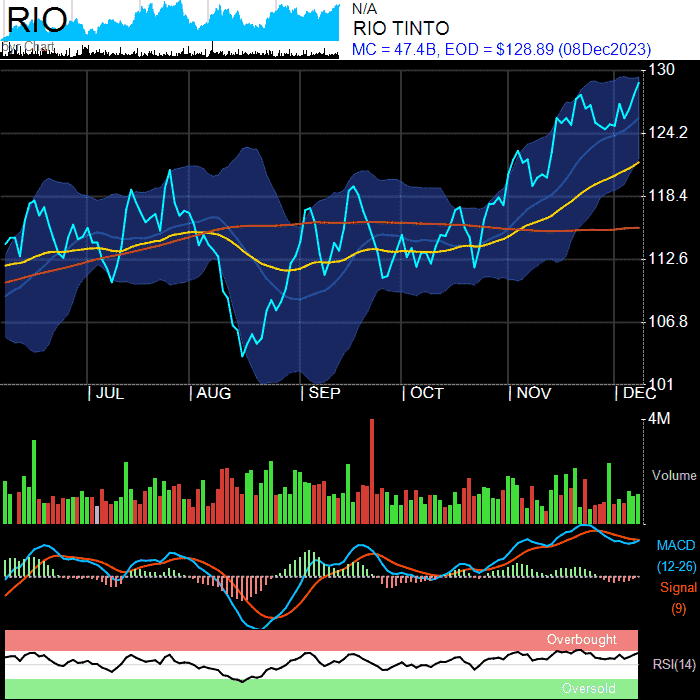 RIO
N/A
RIO TINTO
MC = 47.4B, EOD = $128.89 (08Dec2023)
130
124.2
118.4
112.6
106.8
101
| JUL | AUG | SEP | OCT | NOV | DEC
4M
Volume
MACD
(12-26)
Signal
(9)
Overbought
RSI(14)
Oversold